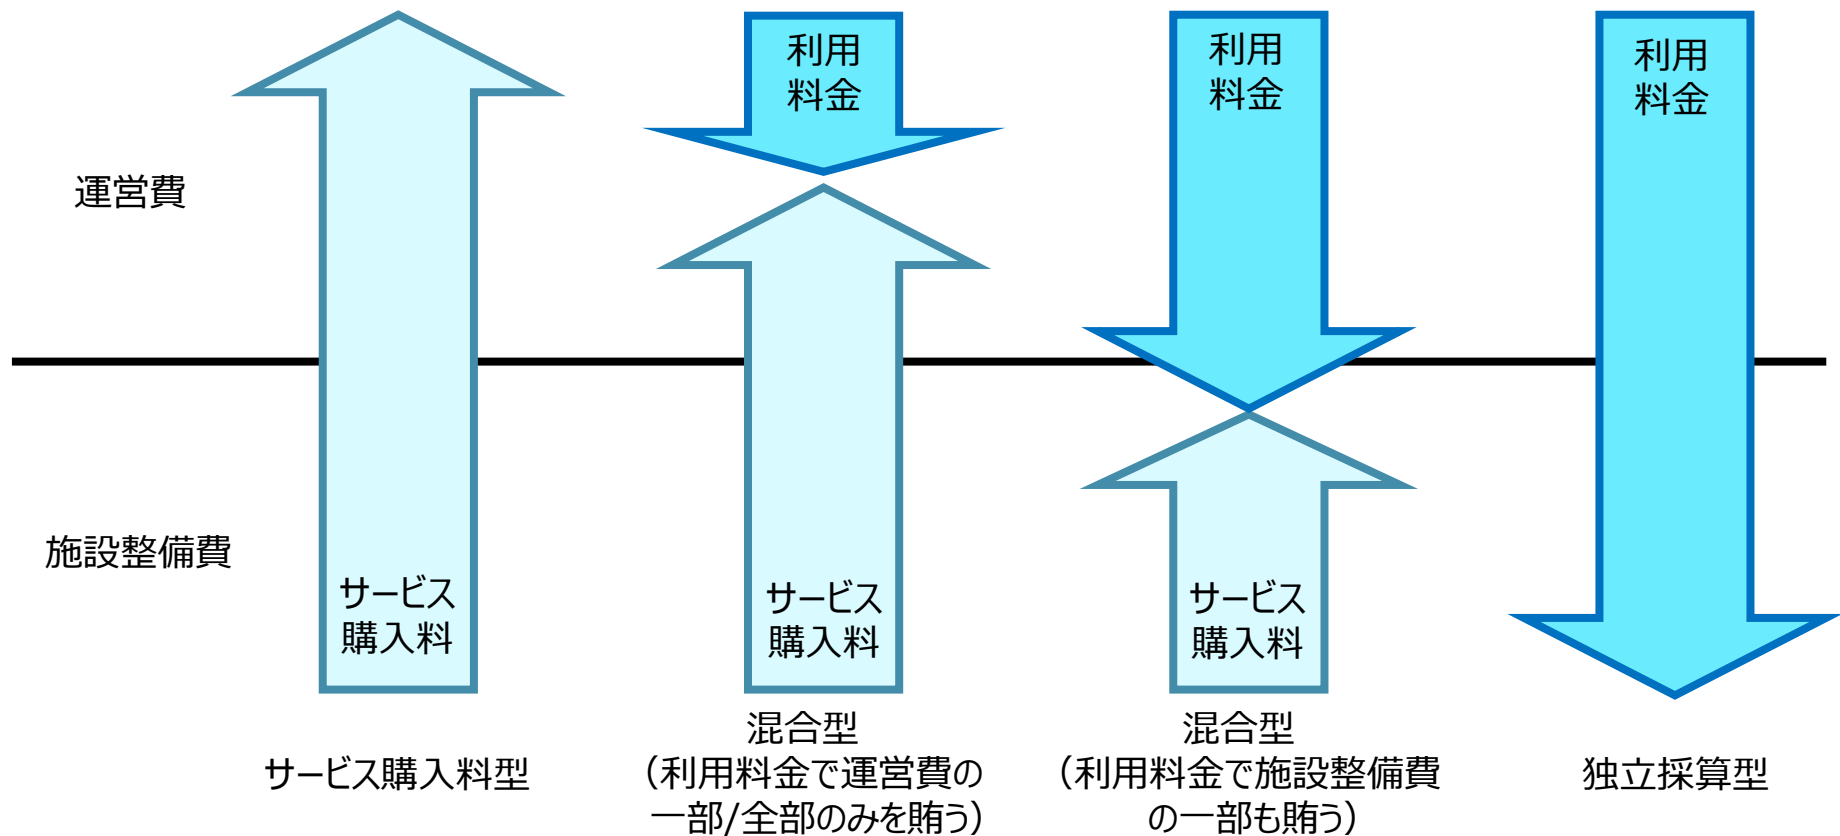 利用
料金
利用
料金
利用
料金
運営費
施設整備費
サービス
購入料
サービス
購入料
サービス
購入料
サービス購入料型
混合型
（利用料金で運営費の
一部/全部のみを賄う）
混合型
（利用料金で施設整備費
の一部も賄う）
独立採算型